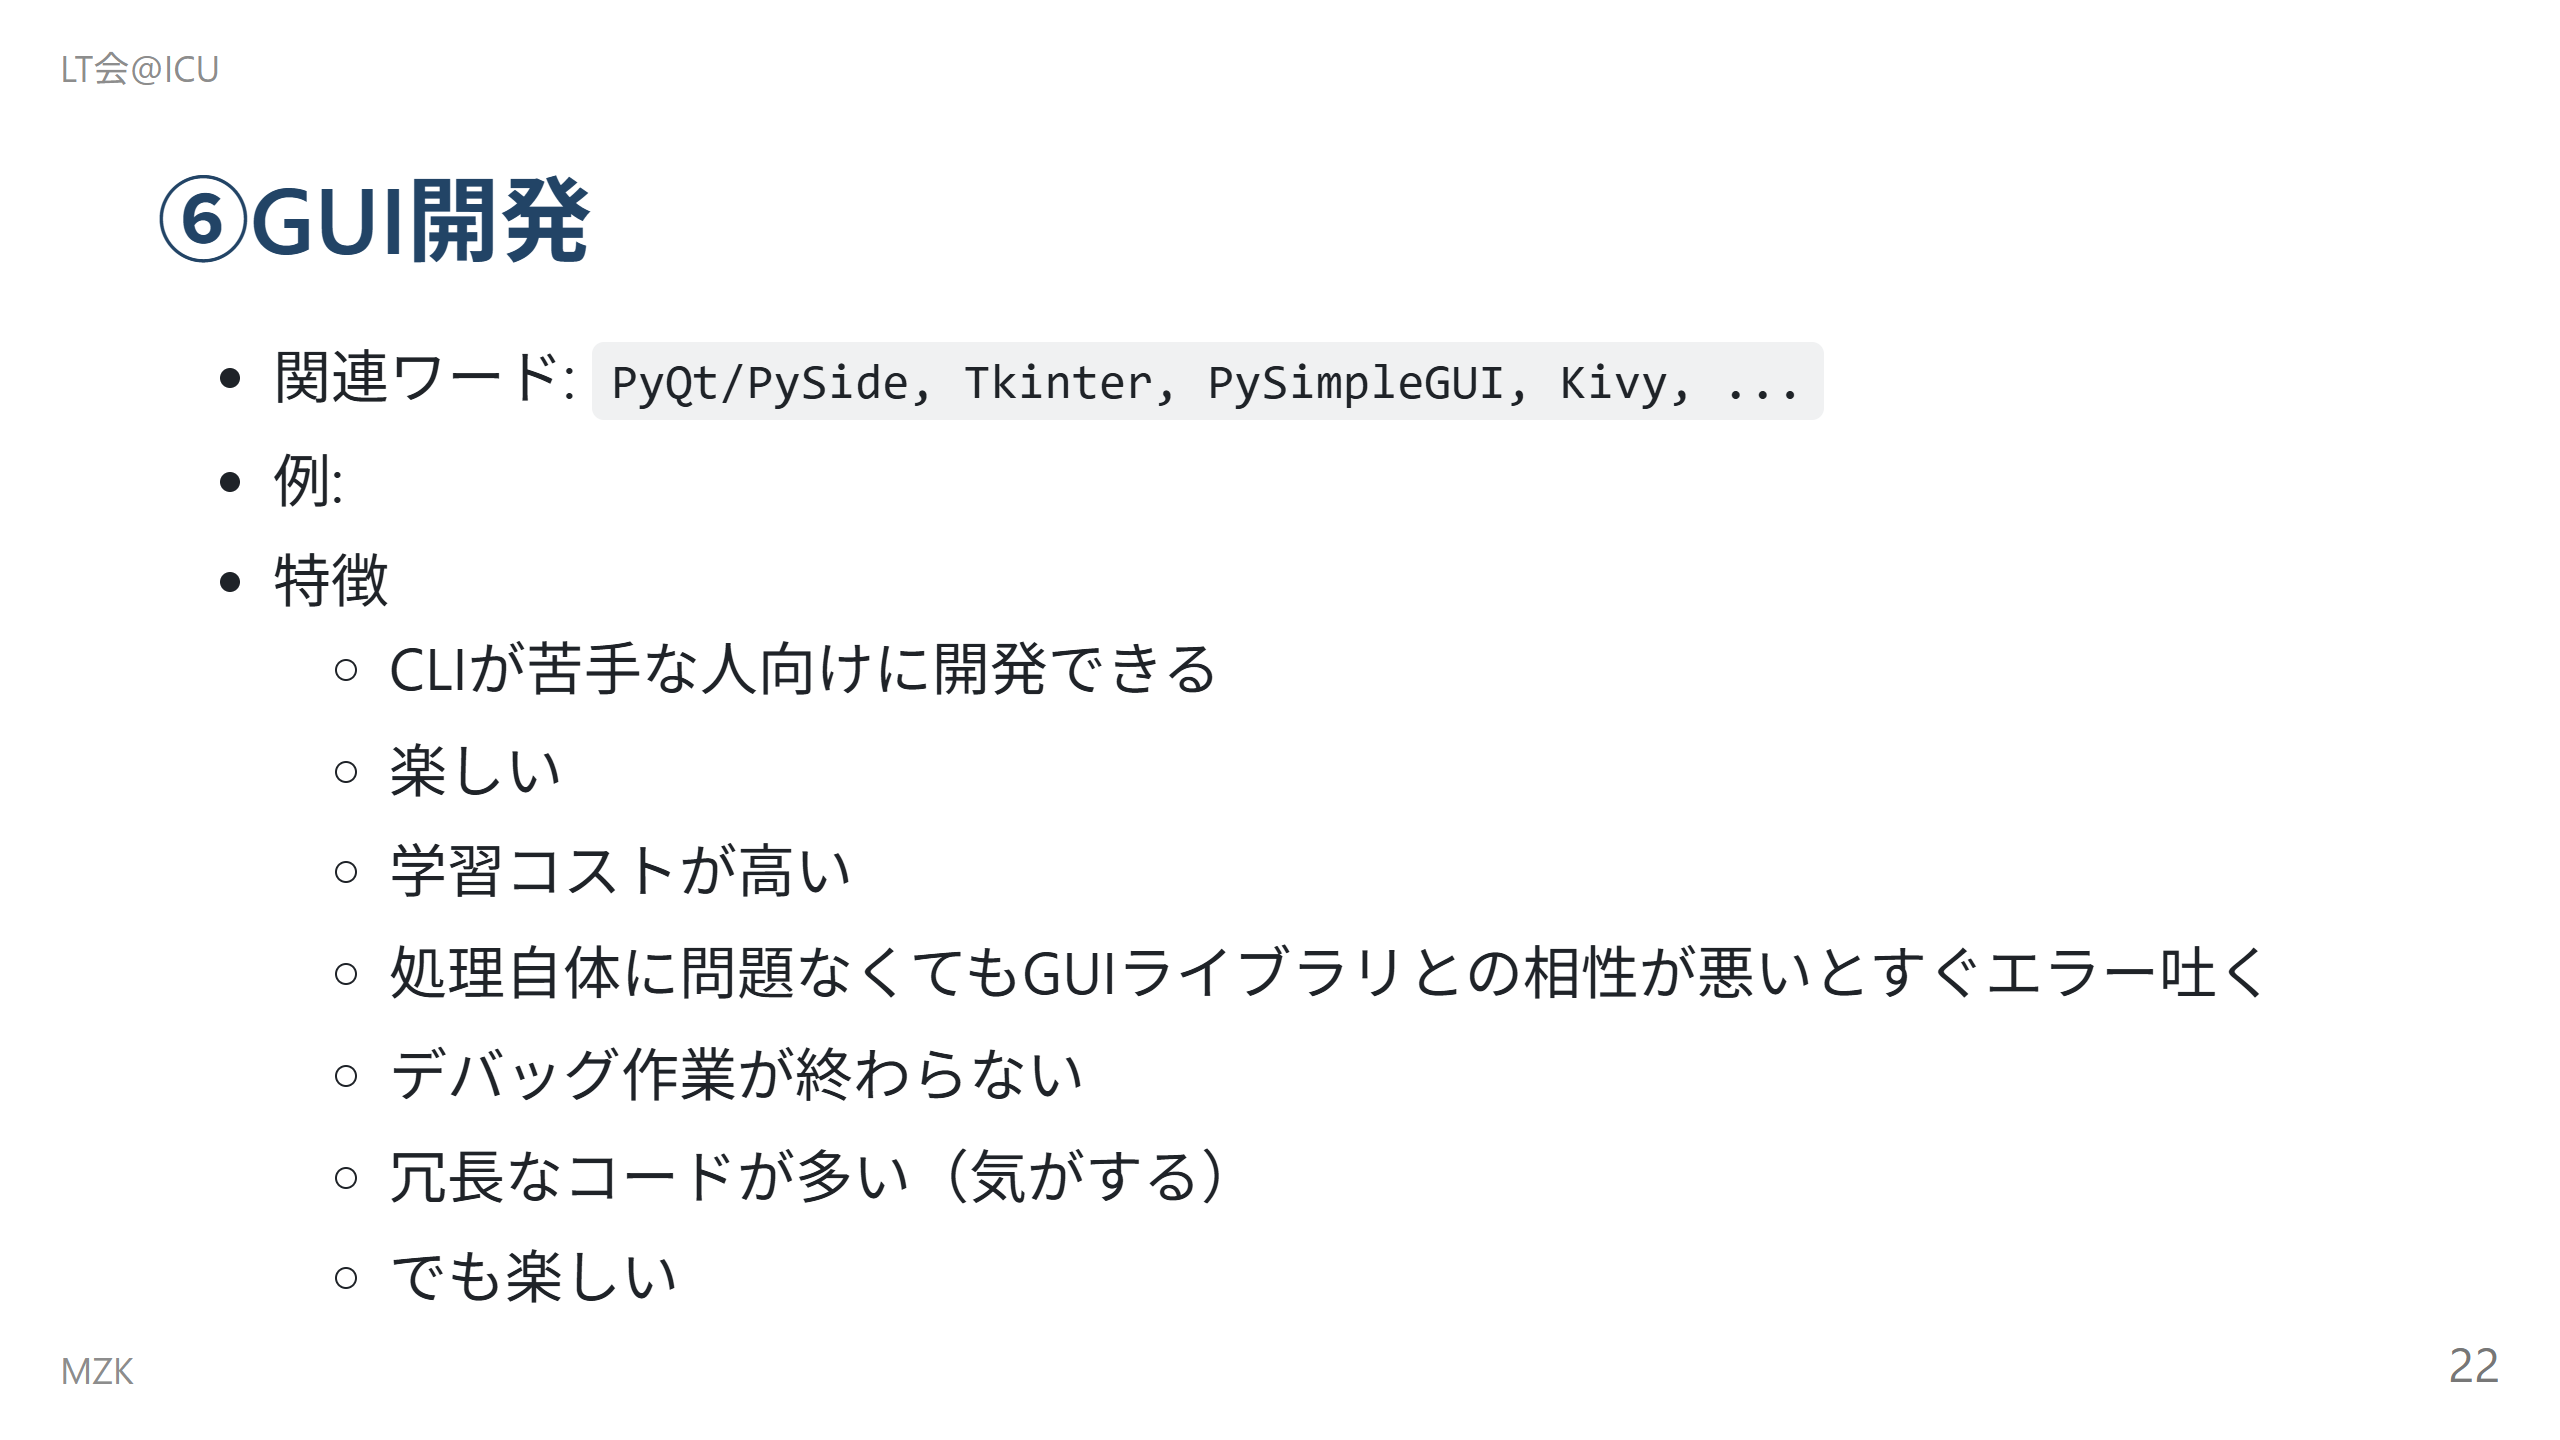 LT会@ICU
⑥GUI開発
• 関連ワード: PyQt/PySide, Tkinter, PySimpleGUI, Kivy, ...
• 例:
• 特徴
○ CLIが苦手な人向けに開発できる
○ 楽しい
○ 学習コストが高い
○ 処理自体に問題なくてもGUIライブラリとの相性が悪いとすぐエラー吐く
○ デバッグ作業が終わらない
○ 冗長なコードが多い（気がする）
○ でも楽しい
MZK
22